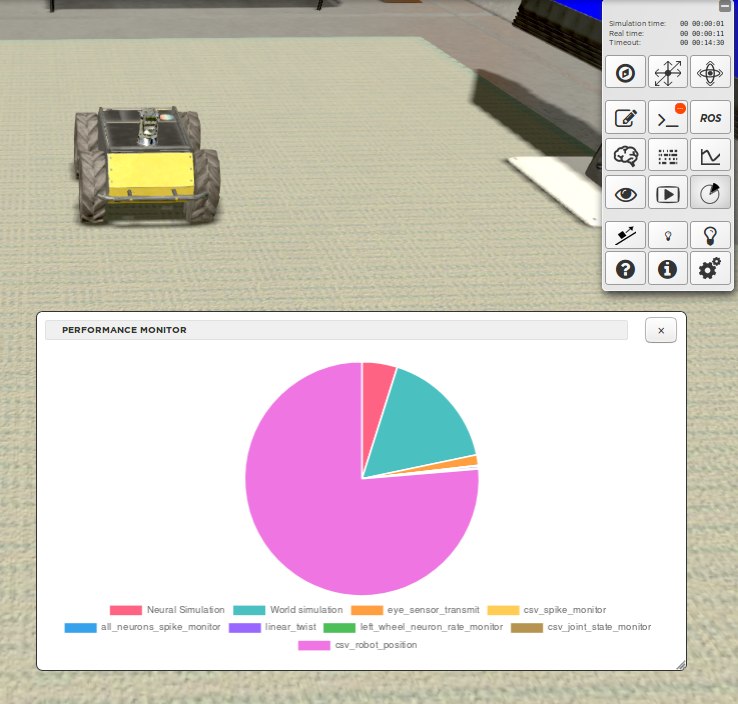 Simulation time: 00 00:00:01
Real time: 00 00:00:11
Timeout: 00 00:14:30
ROS
PERFORMANCE MONITOR
×
Neural Simulation World simulation eye_sensor_transmit csv_spike_monitor
all_neurons_spike_monitor linear_twist left_wheel_neuron_rate_monitor csv_joint_state_monitor
csv_robot_position